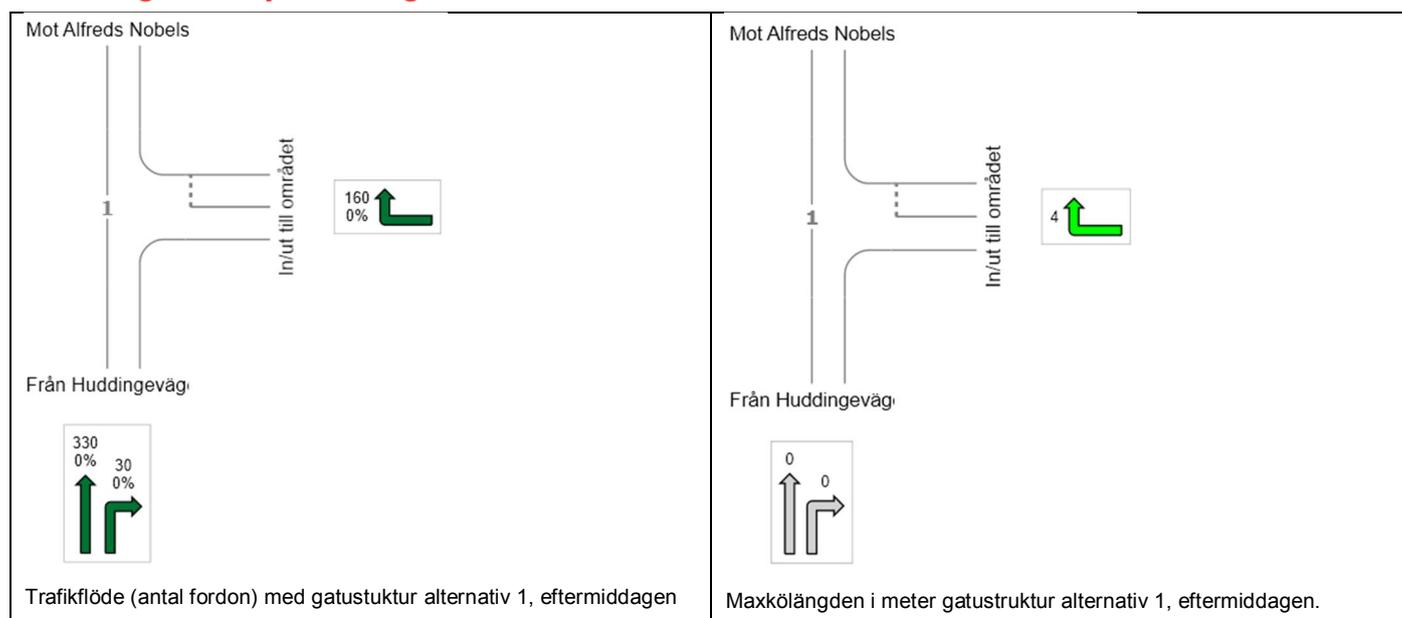 Mot Alfreds Nobels
1
In/ut till området
160
0%
Från Huddingeväg
330
0%
30
0%
Trafikflöde (antal fordon) med gatustuktur alternativ 1, eftermiddagen
Mot Alfreds Nobels
1
In/ut till området
4
Från Huddingeväg
0
0
Maxkölängden i meter gatustruktur alternativ 1, eftermiddagen.